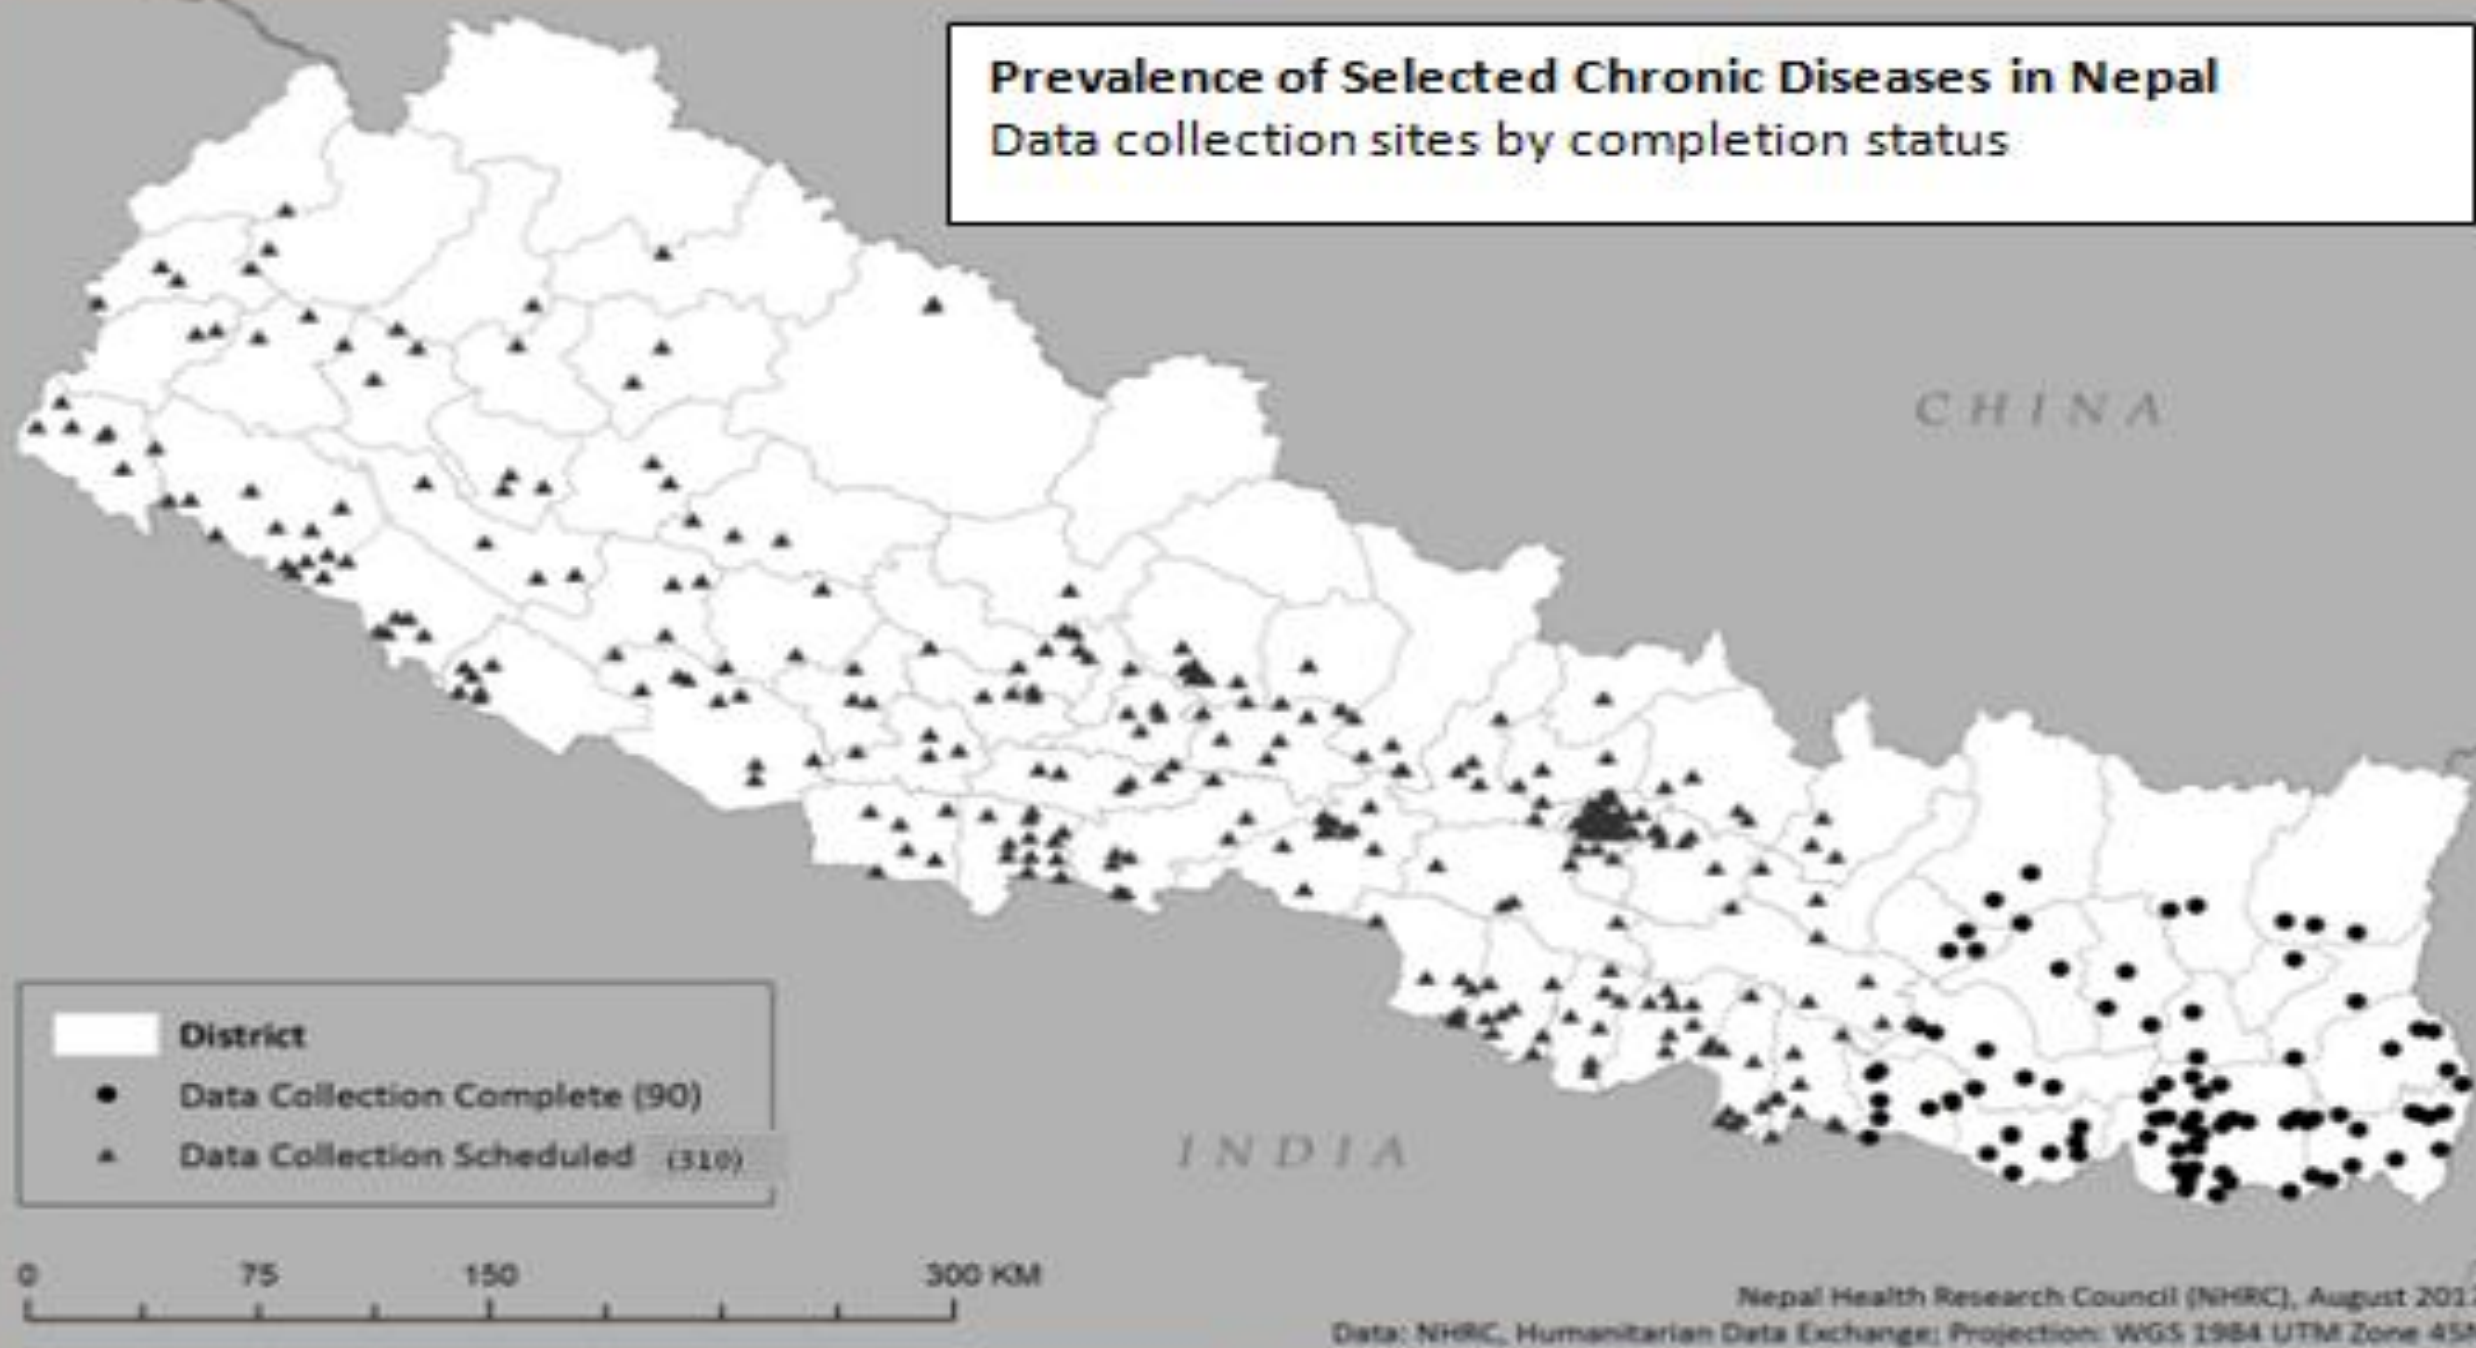 Prevalence of Selected Chronic Diseases in Nepal
Data collection sites by completion status
CHINA
INDIA
District
Data Collection Complete (90)
Data Collection Scheduled (310)
0 75 150 300 KM
Nepal Health Research Council (NHRC), August
Data: NHRC, Humanitarian Data Exchange; Projection: WGS 1984 UTM Zone